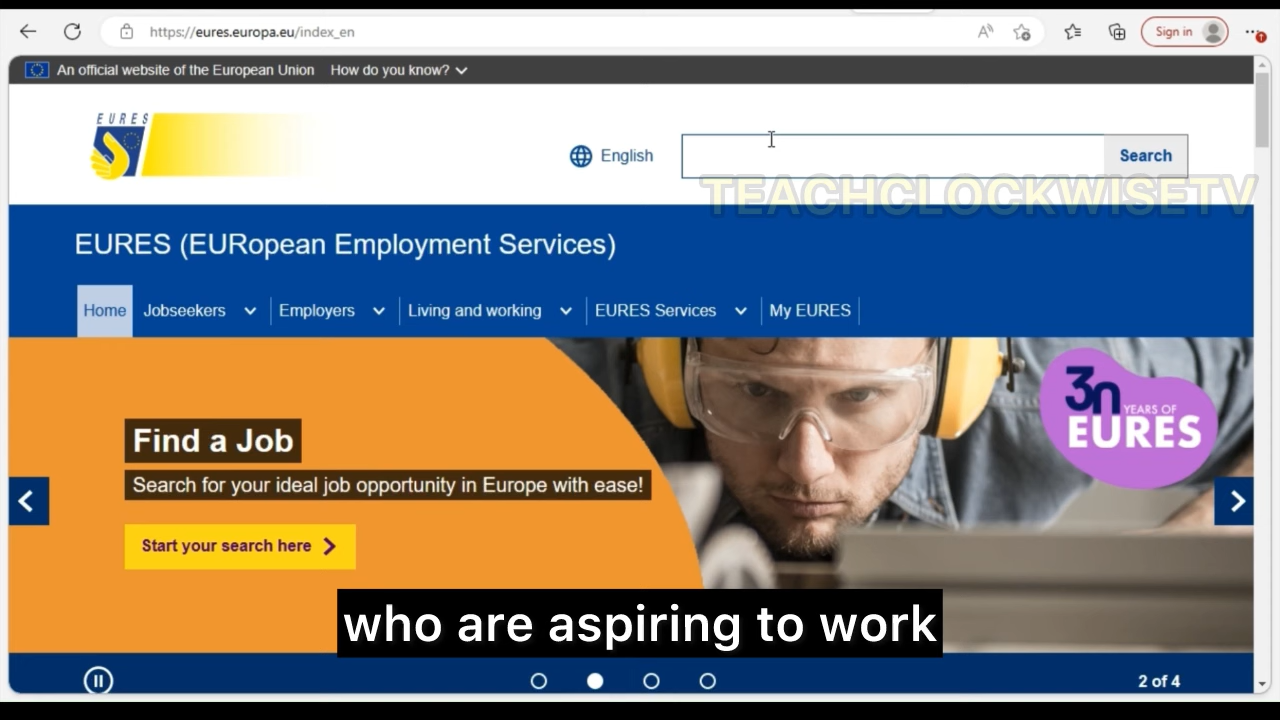 https://eures.europa.eu/index_en
Sign in
An official website of the European Union How do you know?
EURES
English
Search
TEACHCLOCKWISETV
EURES (EURopean Employment Services)
Home Jobseekers Employers Living and working EURES Services My EURES
30 YEARS OF
EURES
Find a Job
Search for your ideal job opportunity in Europe with ease!
Start your search here
who are aspiring to work
2 of 4